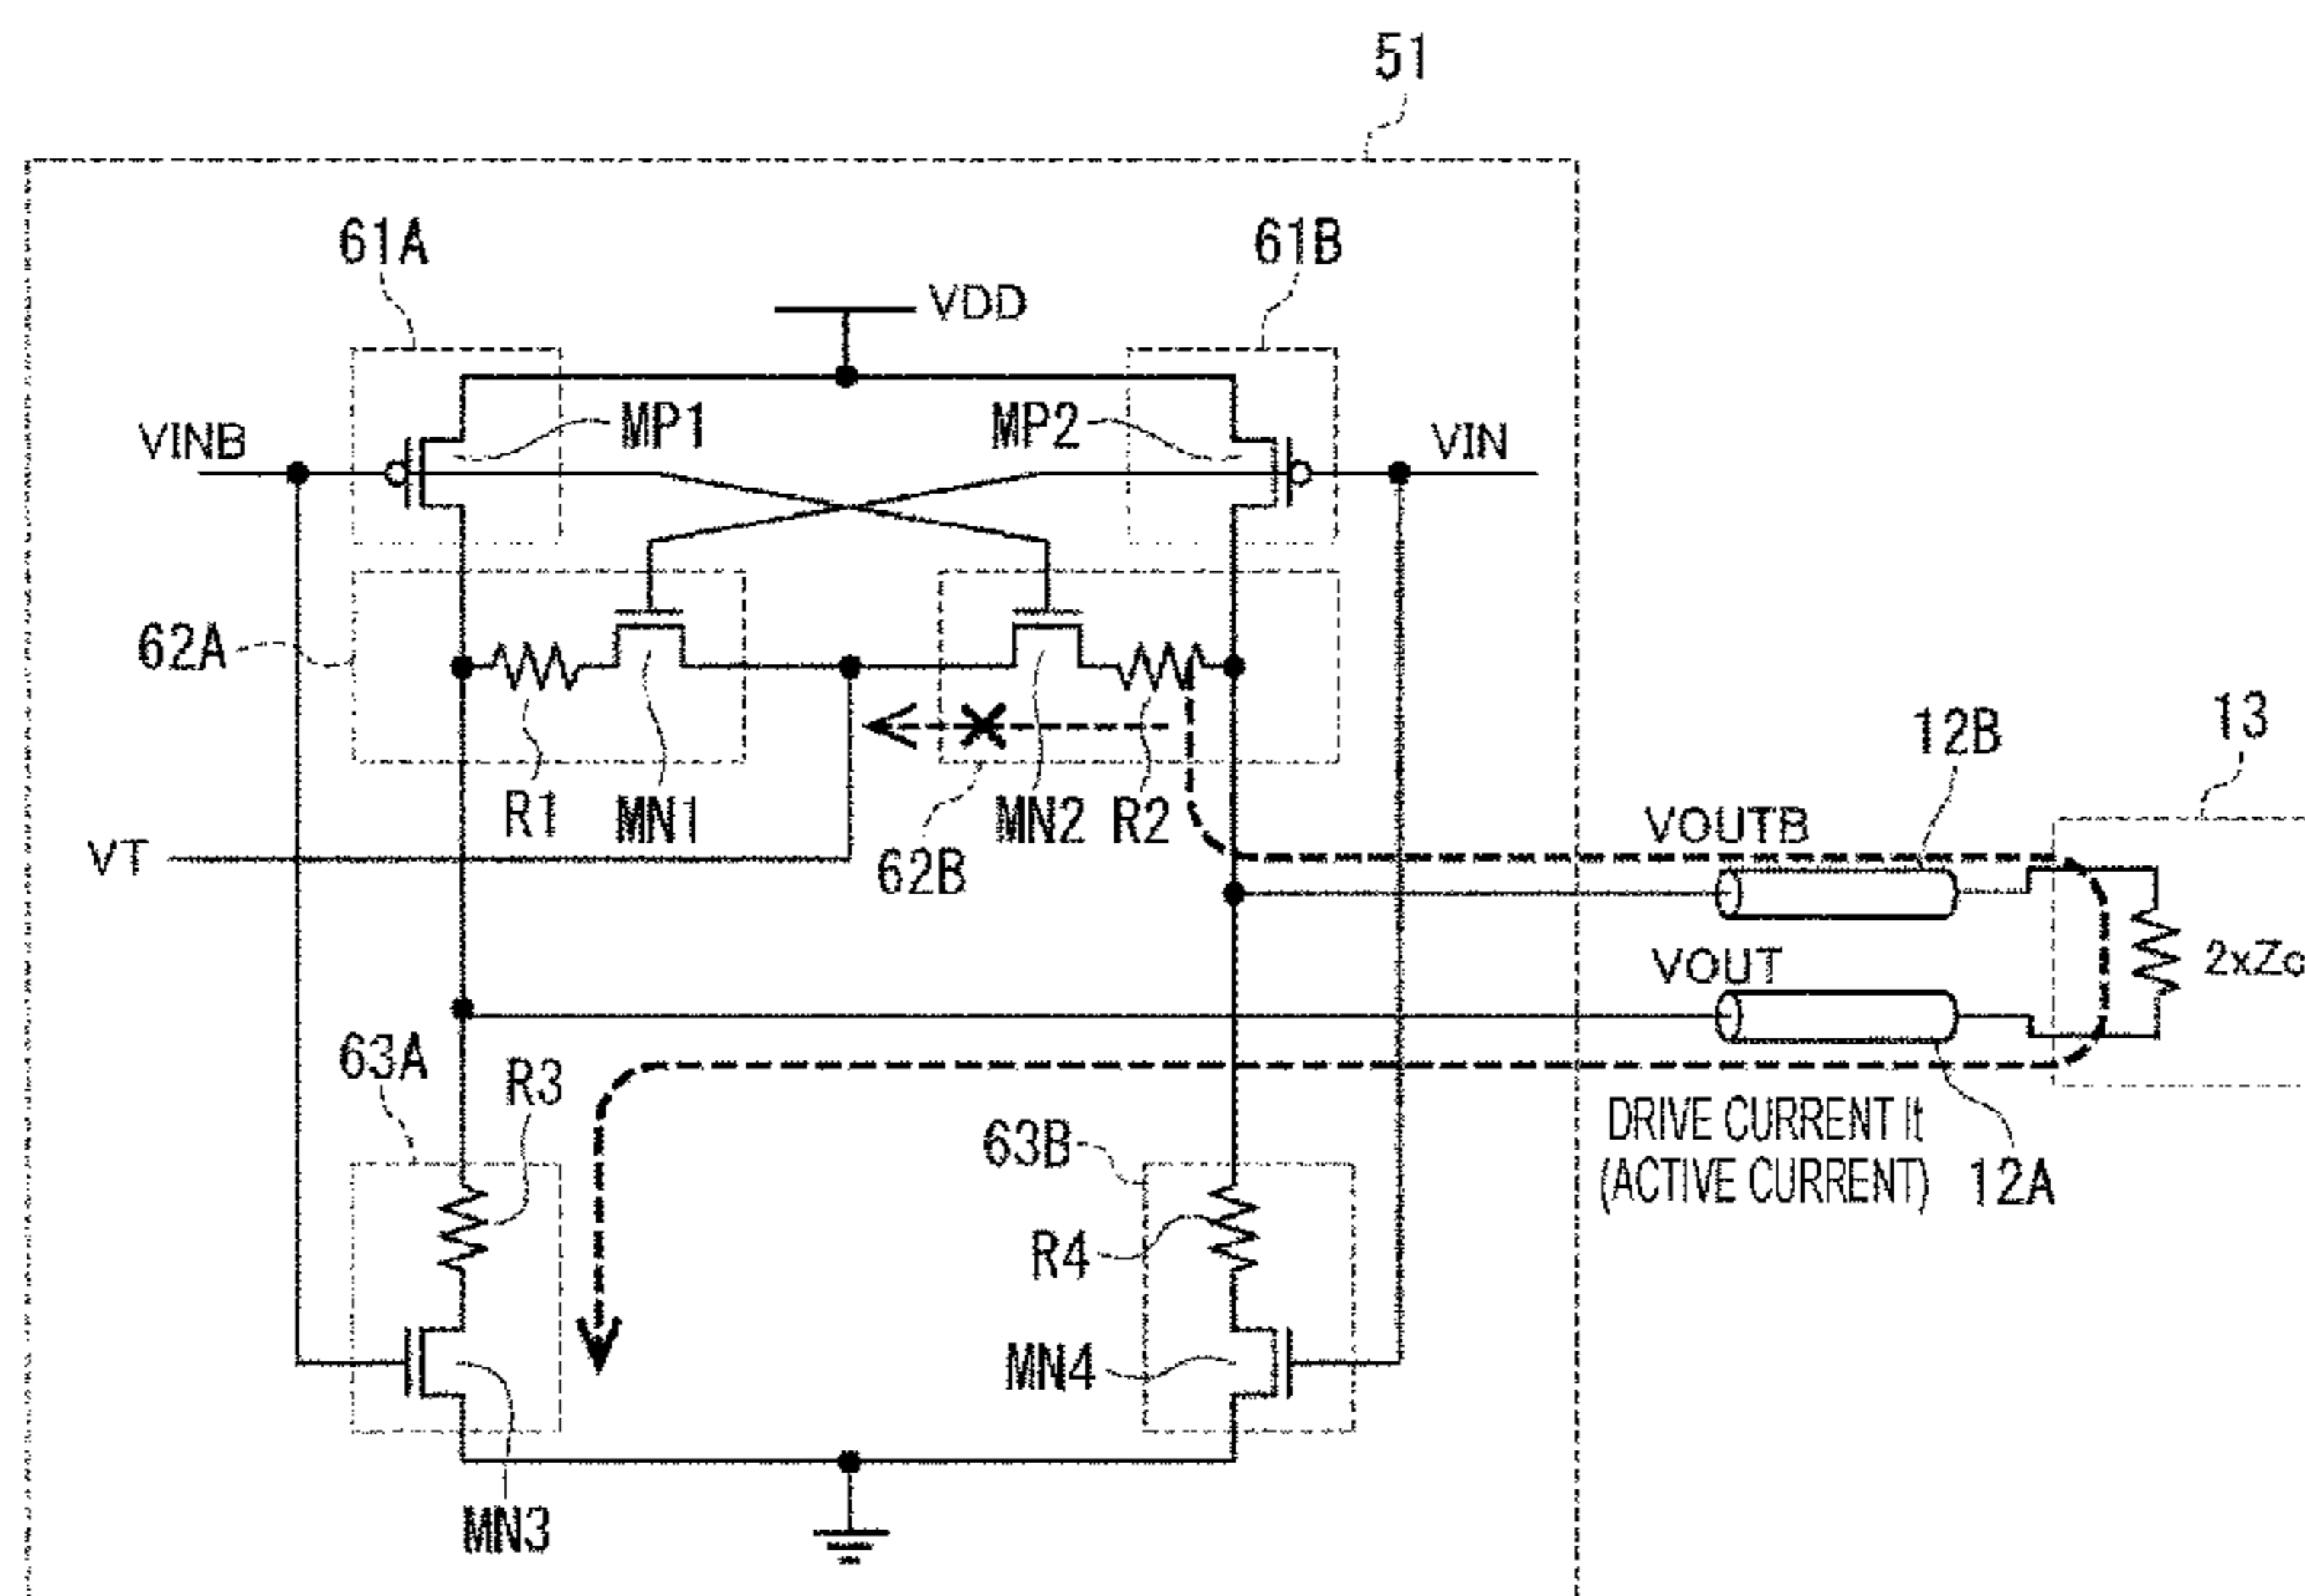 51
61A
61B
VDD
VINB
MP1
MP2
VIN
62A
R1
MN1
MN2
R2
12B
13
VT
62B
VOUTB
VOUT
2xZo
63A
R3
63B
DRIVE CURRENT It
(ACTIVE CURRENT)
12A
R4
MN4
MN3